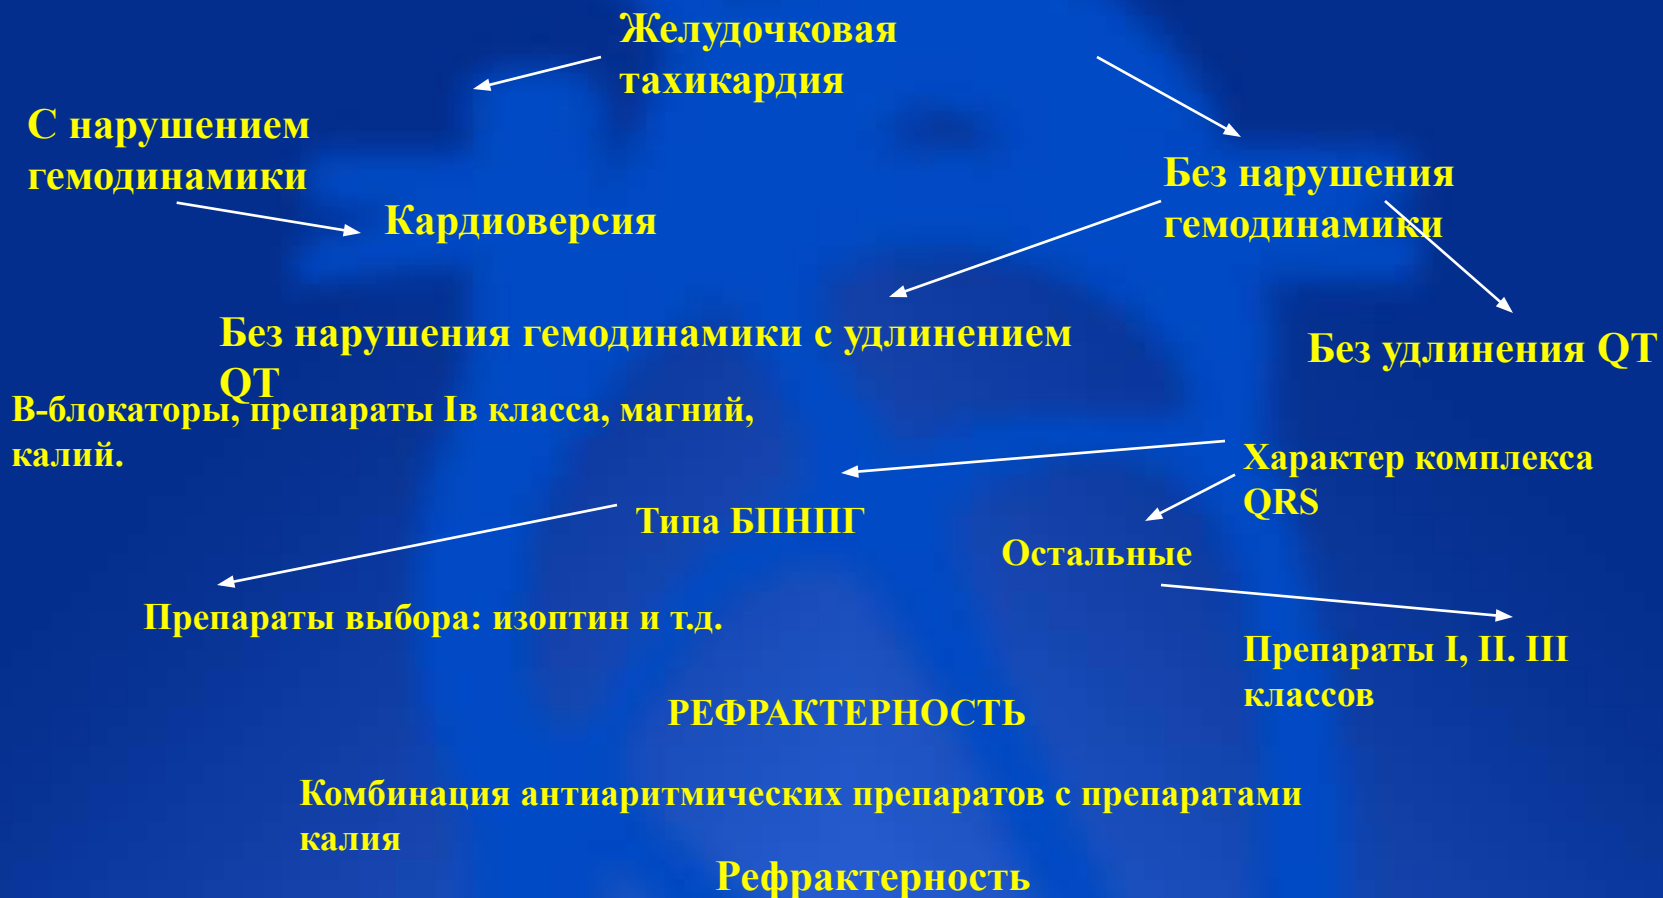 Желудочковая
тахикардия
С нарушением
гемодинамики
Кардиоверсия
Без нарушения
гемодинамики
Без нарушения гемодинамики с удлинением
QT
Без удлинения QT
В-блокаторы, препараты Iв класса, магний,
калий.
Характер комплекса
QRS
Типа БПНПГ
Остальные
Препараты выбора: изоптин и т.д.
Препараты I, II. III
классов
РЕФРАКТЕРНОСТЬ
Комбинация антиаритмических препаратов с препаратами
калия
Рефрактерность